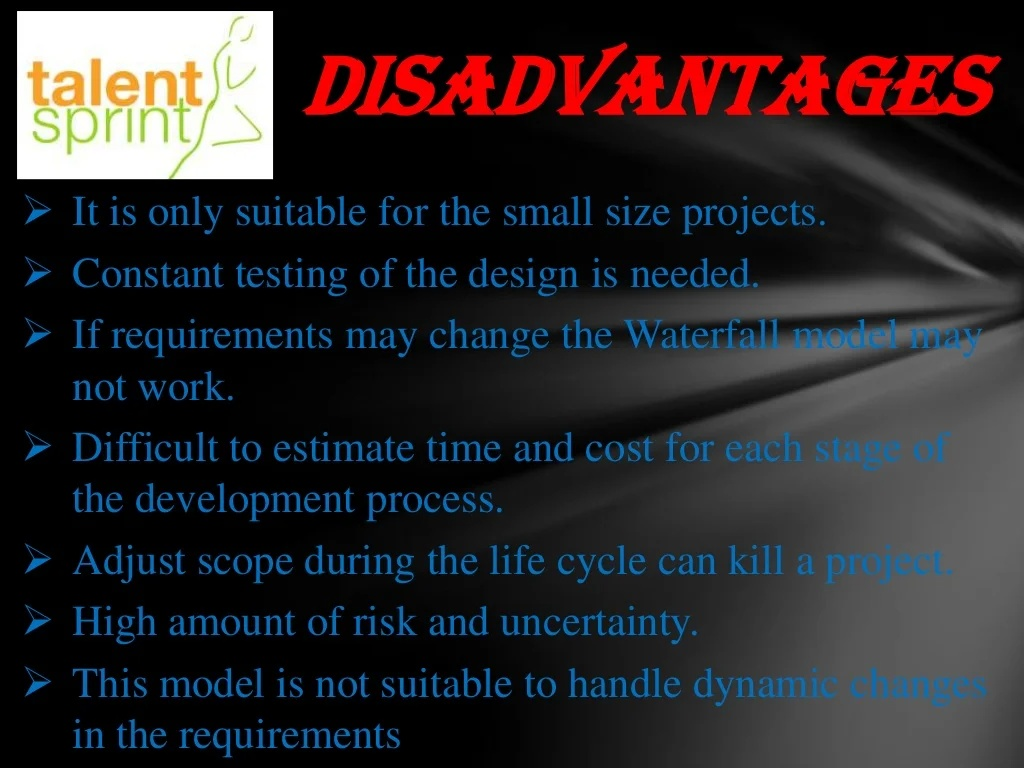 talent
sprint
DISADVANTAGES
It is only suitable for the small size projects.
Constant testing of the design is needed.
If requirements may change the Waterfall model may
not work.
Difficult to estimate time and cost for each stage of
the development process.
Adjust scope during the life cycle can kill a project.
High amount of risk and uncertainty.
This model is not suitable to handle dynamic changes
in the requirements